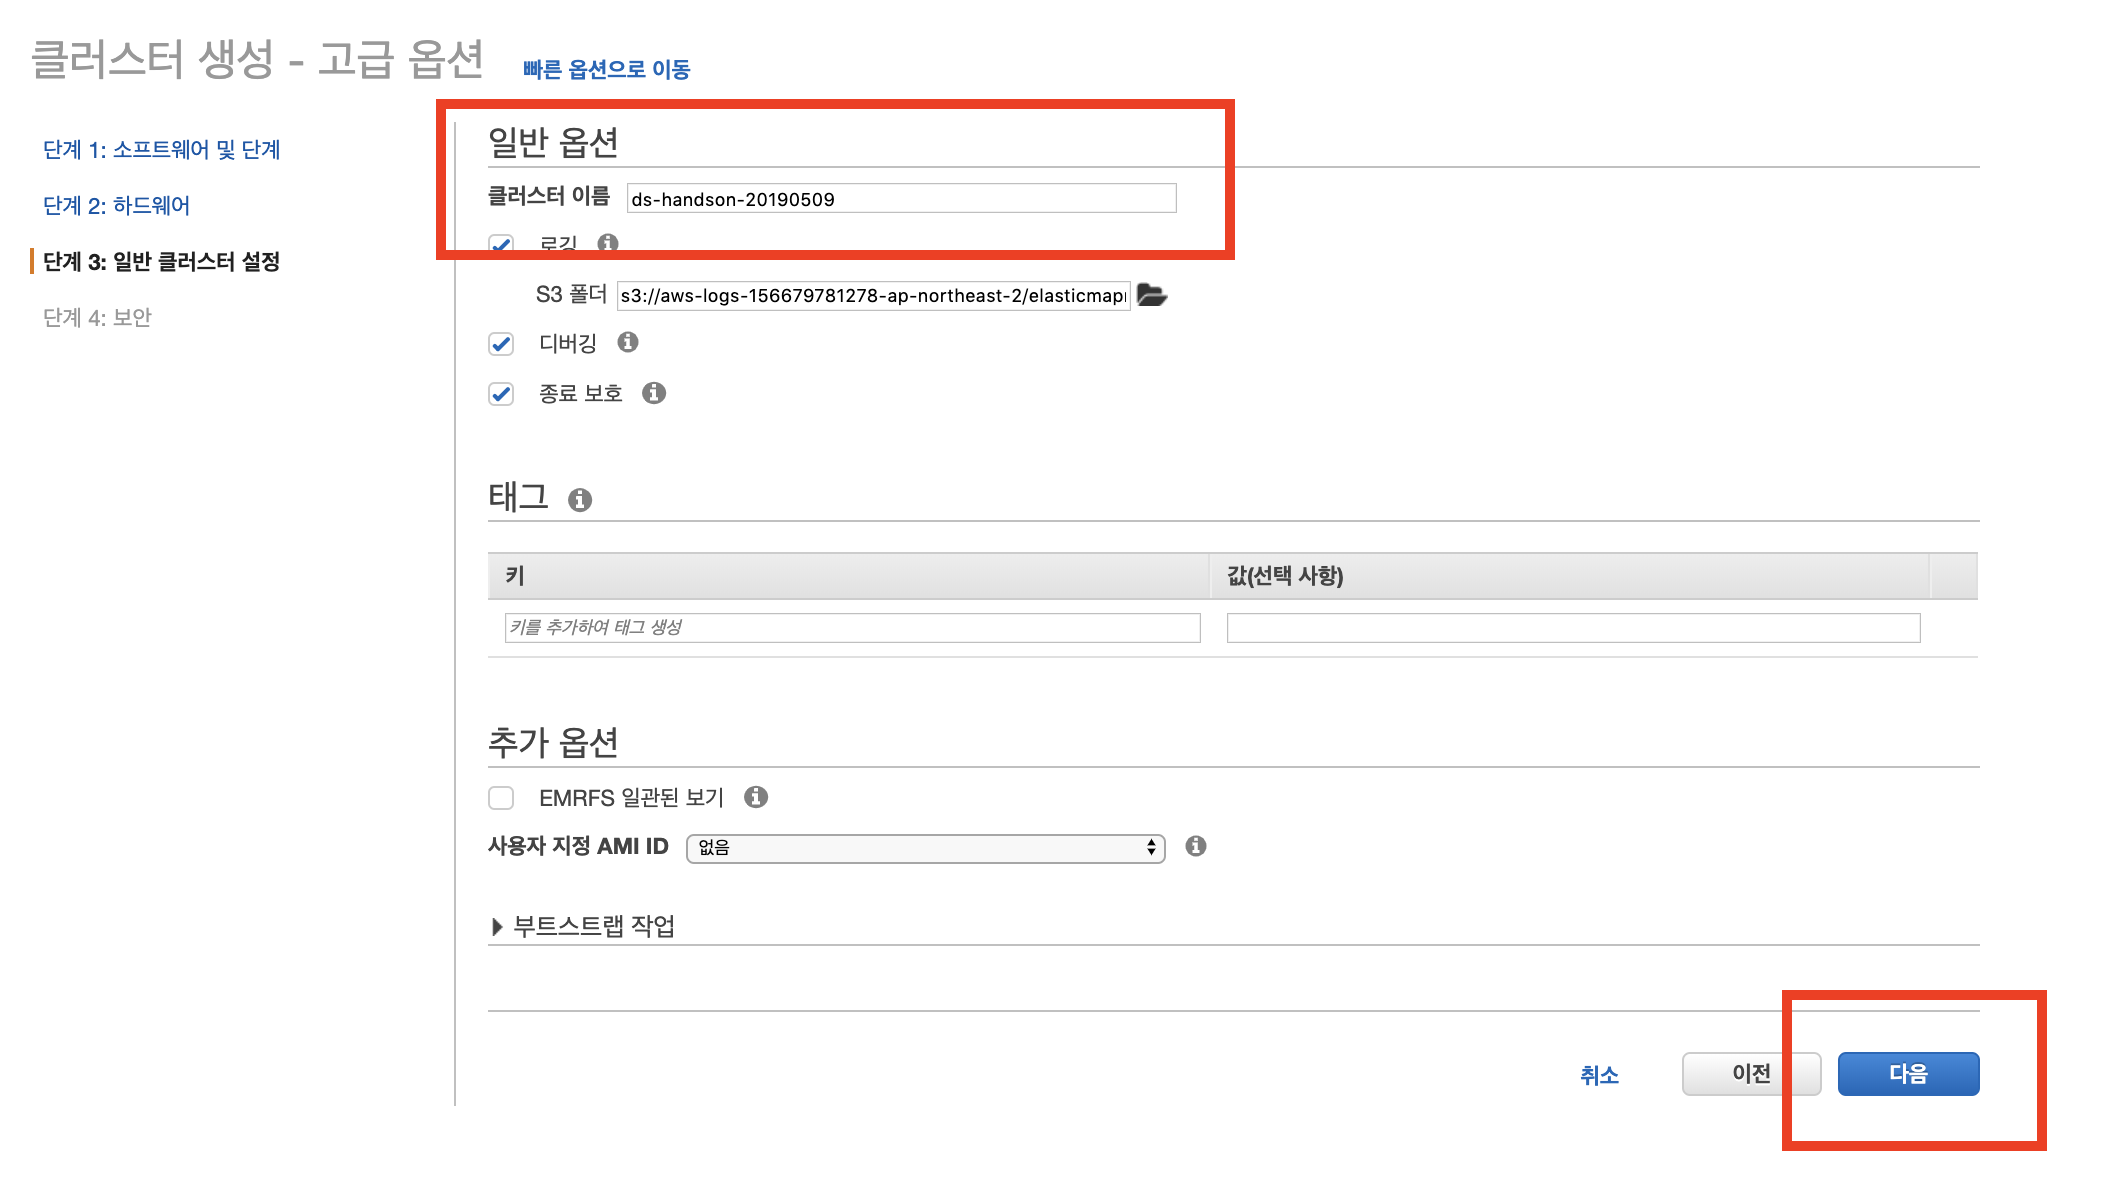 클러스터 생성 - 고급 옵션 빠른 옵션으로 이동
단계 1: 소프트웨어 및 단계
단계 2: 하드웨어
단계 3: 일반 클러스터 설정
단계 4: 보안
일반 옵션
클러스터 이름 ds-handson-20190509
로깅
S3 폴더 s3://aws-logs-156679781278-ap-northeast-2/elasticmap
디버깅
종료 보호
태그
키 값(선택 사항)
키를 추가하여 태그 생성
추가 옵션
EMRFS 일관된 보기
사용자 지정 AMI ID 없음
부트스트랩 작업
취소 이전 다음